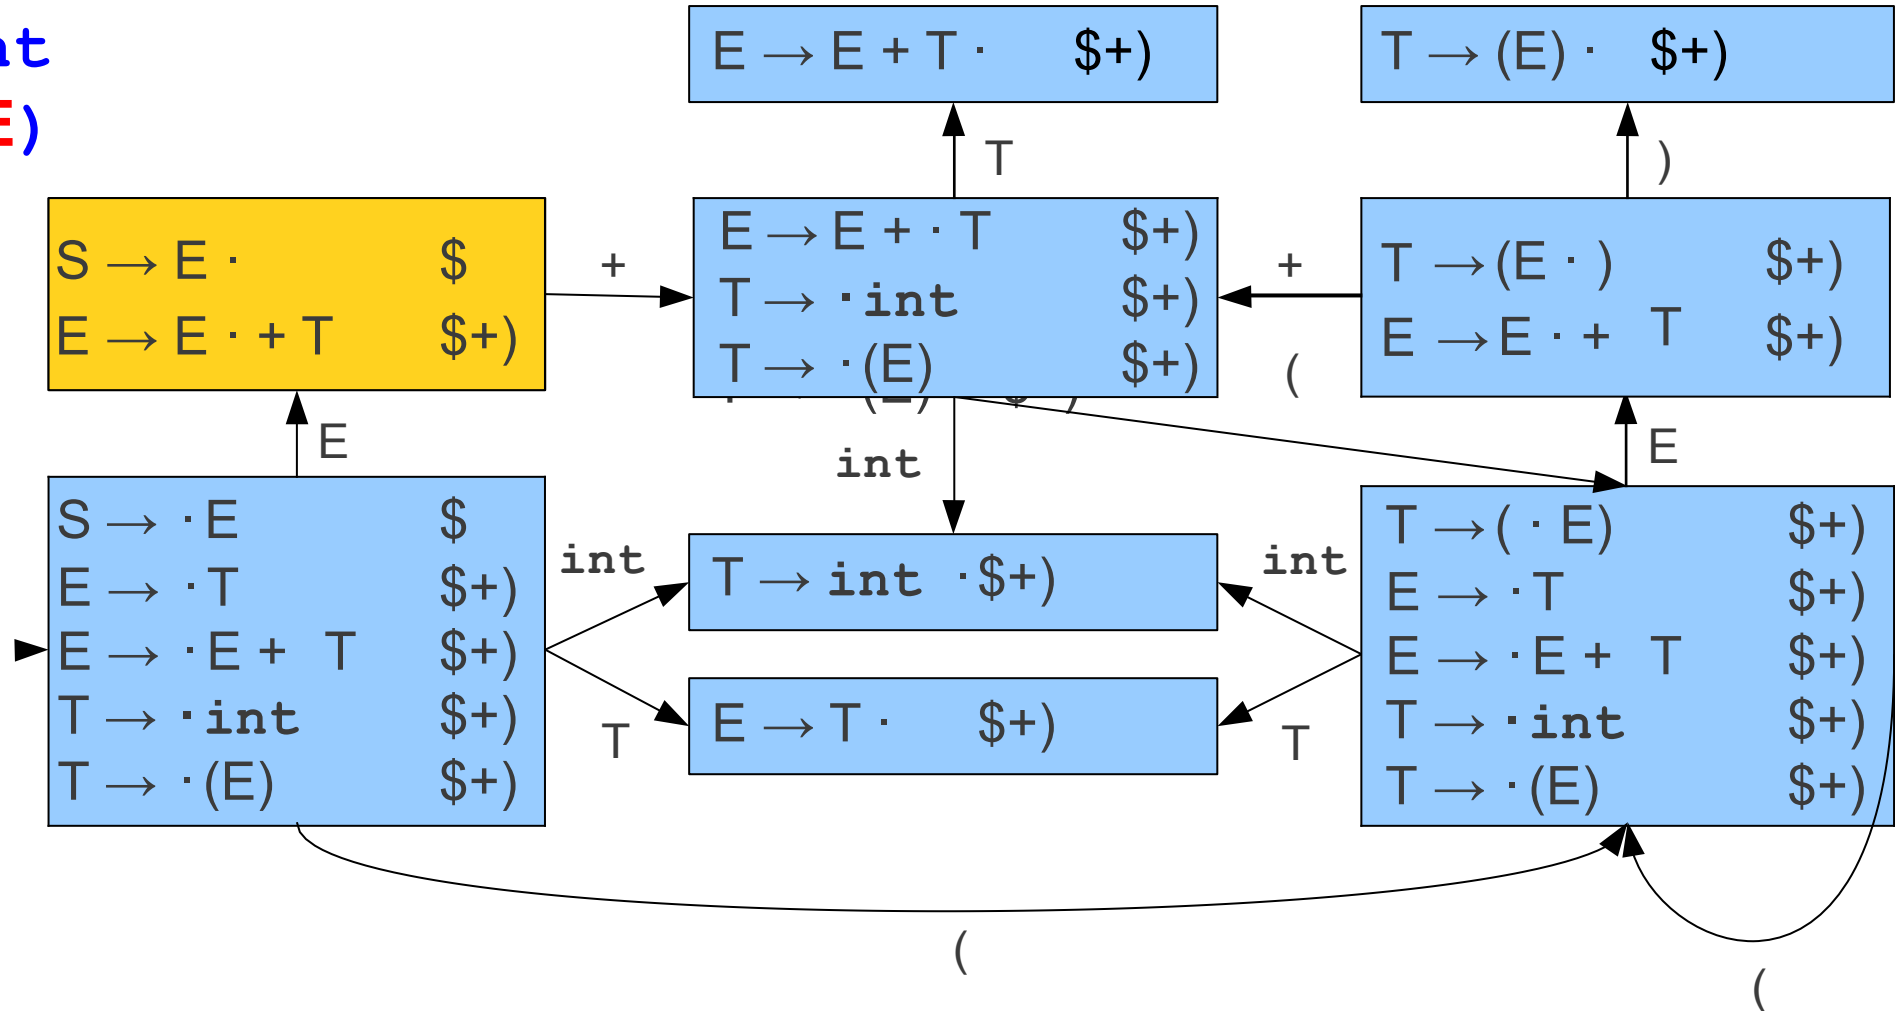 nt
E)
E → E + T · $+)
T → (E) · $+)
T
)
S → E · $
E → E · + T $+)
+
E → E + · T $+)
T → · int $+)
T → · (E) $+)
+
(
T → (E · ) $+)
E → E · + T $+)
E
int
E
S → · E $
E → · T $+)
E → · E + T $+)
T → · int $+)
T → · (E) $+)
int
T
T → int · $+)
E → T · $+)
int
T
T → ( · E) $+)
E → · T $+)
E → · E + T $+)
T → · int $+)
T → · (E) $+)
(
(